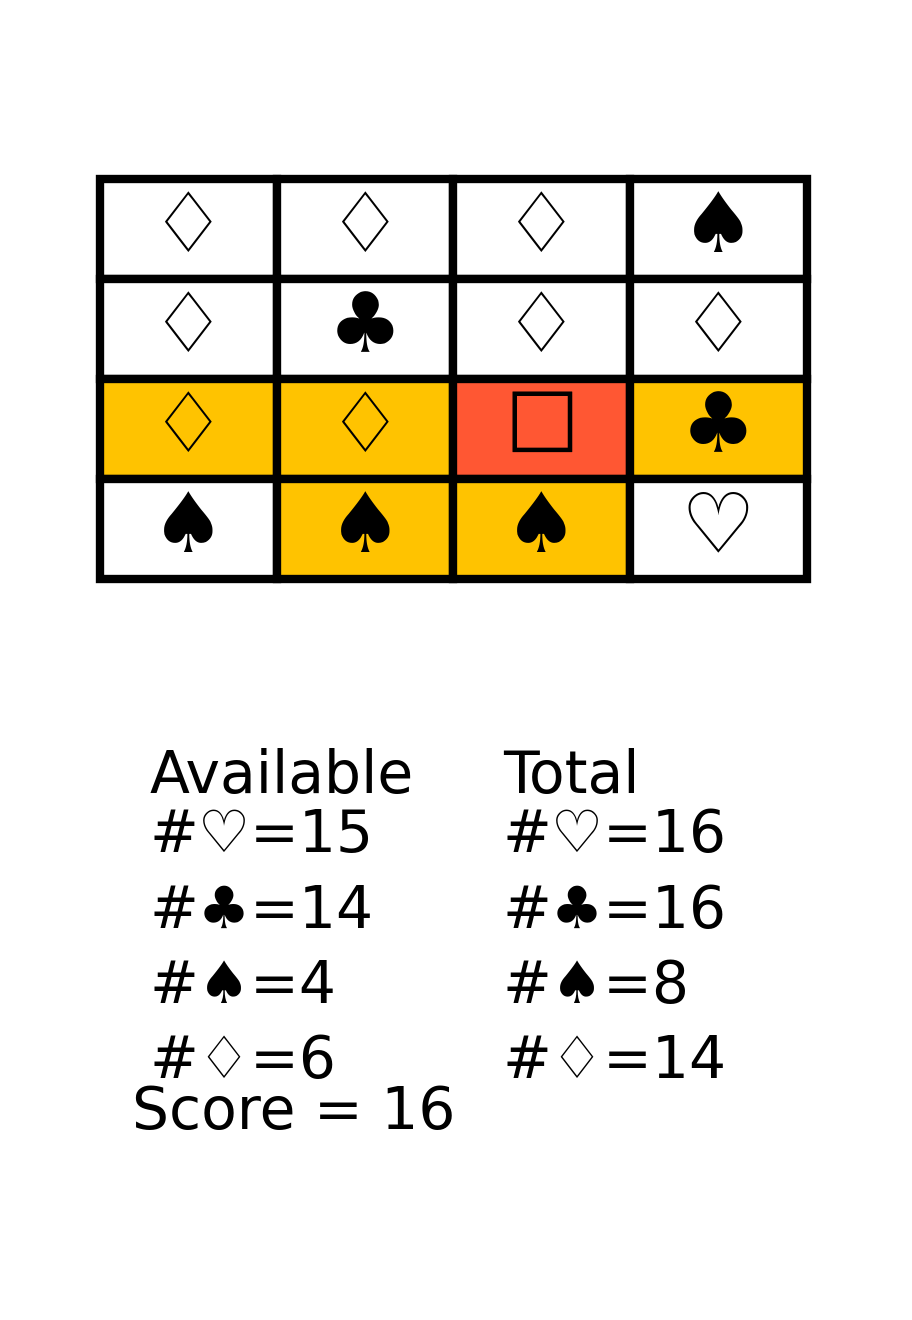 ♢ ♢ ♢ ♠
♢ ♣ ♢ ♢
♢ ♢ □ ♣
♠ ♠ ♠ ♡
Available Total
#♡=15 #♡=16
#♣=14 #♣=16
#♠=4 #♠=8
#♢=6 #♢=14
Score = 16